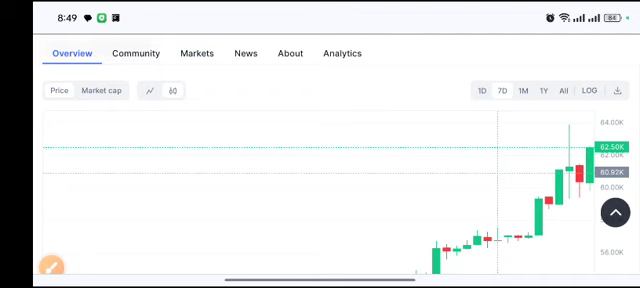 8:49 84
Overview Community Markets News About Analytics
Price Market cap 1D 7D 1M 1Y All LOG
64.00K
62.50K
62.00K
60.92K
60.00K
56.00K